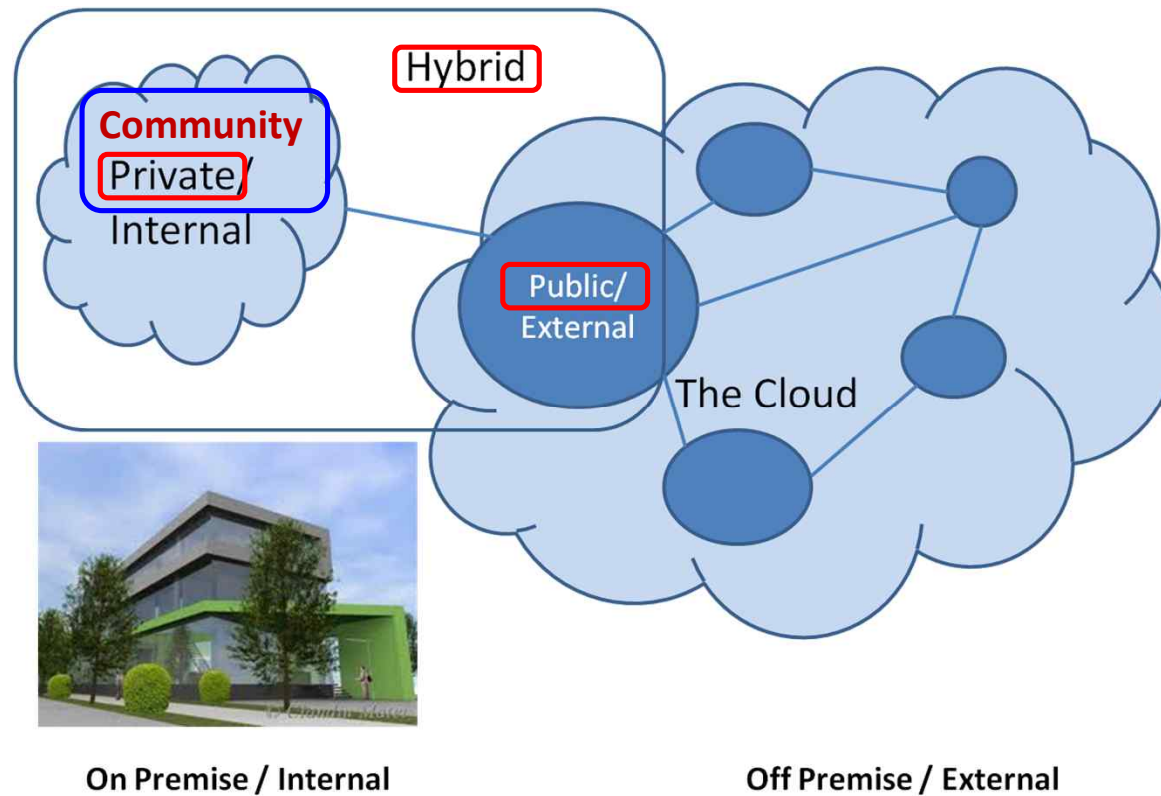 Hybrid
Community
Private/
Internal
Public/
External
The Cloud
On Premise / Internal
Off Premise / External